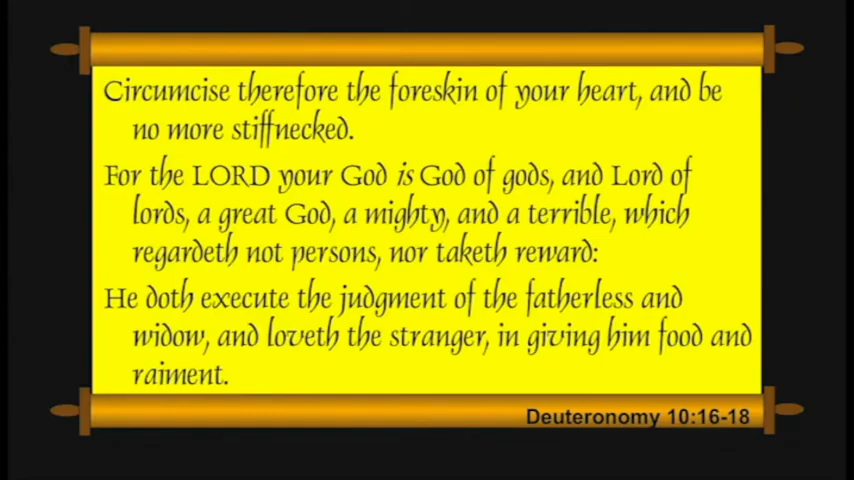 Circumcise therefore the foreskin of your heart, and be
no more stiffnecked.
For the LORD your God is God of gods, and Lord of
lords, a great God, a mighty, and a terrible, which
regardeth not persons, nor taketh reward:
He doth execute the judgment of the fatherless and
widow, and loveth the stranger, in giving him food and
raiment.
Deuteronomy 10:16-18